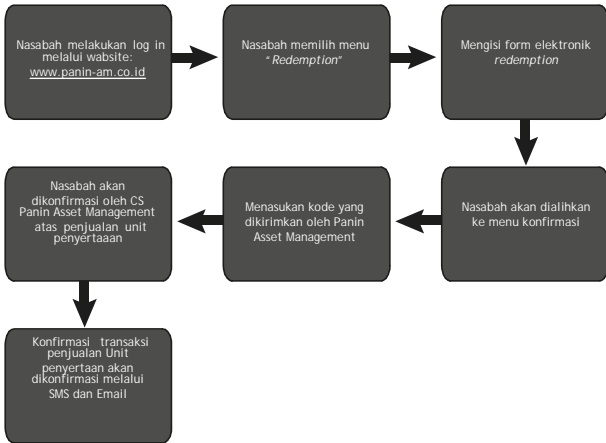 Nasabah melakukan log in
melalui website:
www.panin-am.co.id
Nasabah memilih menu
"Redemption"
Mengisi form elektronik
redemption
Nasabah akan dialihkan
ke menu konfirmasi
Menasukan kode yang
dikirimkan oleh Panin
Asset Management
Nasabah akan
dikonfirmasi oleh CS
Panin Asset Management
atas penjualan unit
penyertaaan
Konfirmasi transaksi
penjualan Unit
penyertaan akan
dikonfirmasi melalui
SMS dan Email